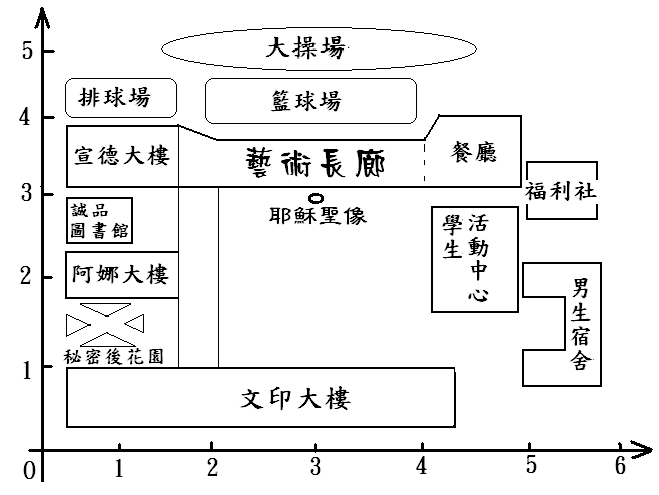 5
大操場
排球場
籃球場
4
宣德大樓
藝術長廊
餐廳
3
福利社
誠品
圖書館
耶穌聖像
學生
活動中心
2
阿娜大樓
男生宿舍
秘密後花園
1
文印大樓
0
1
2
3
4
5
6